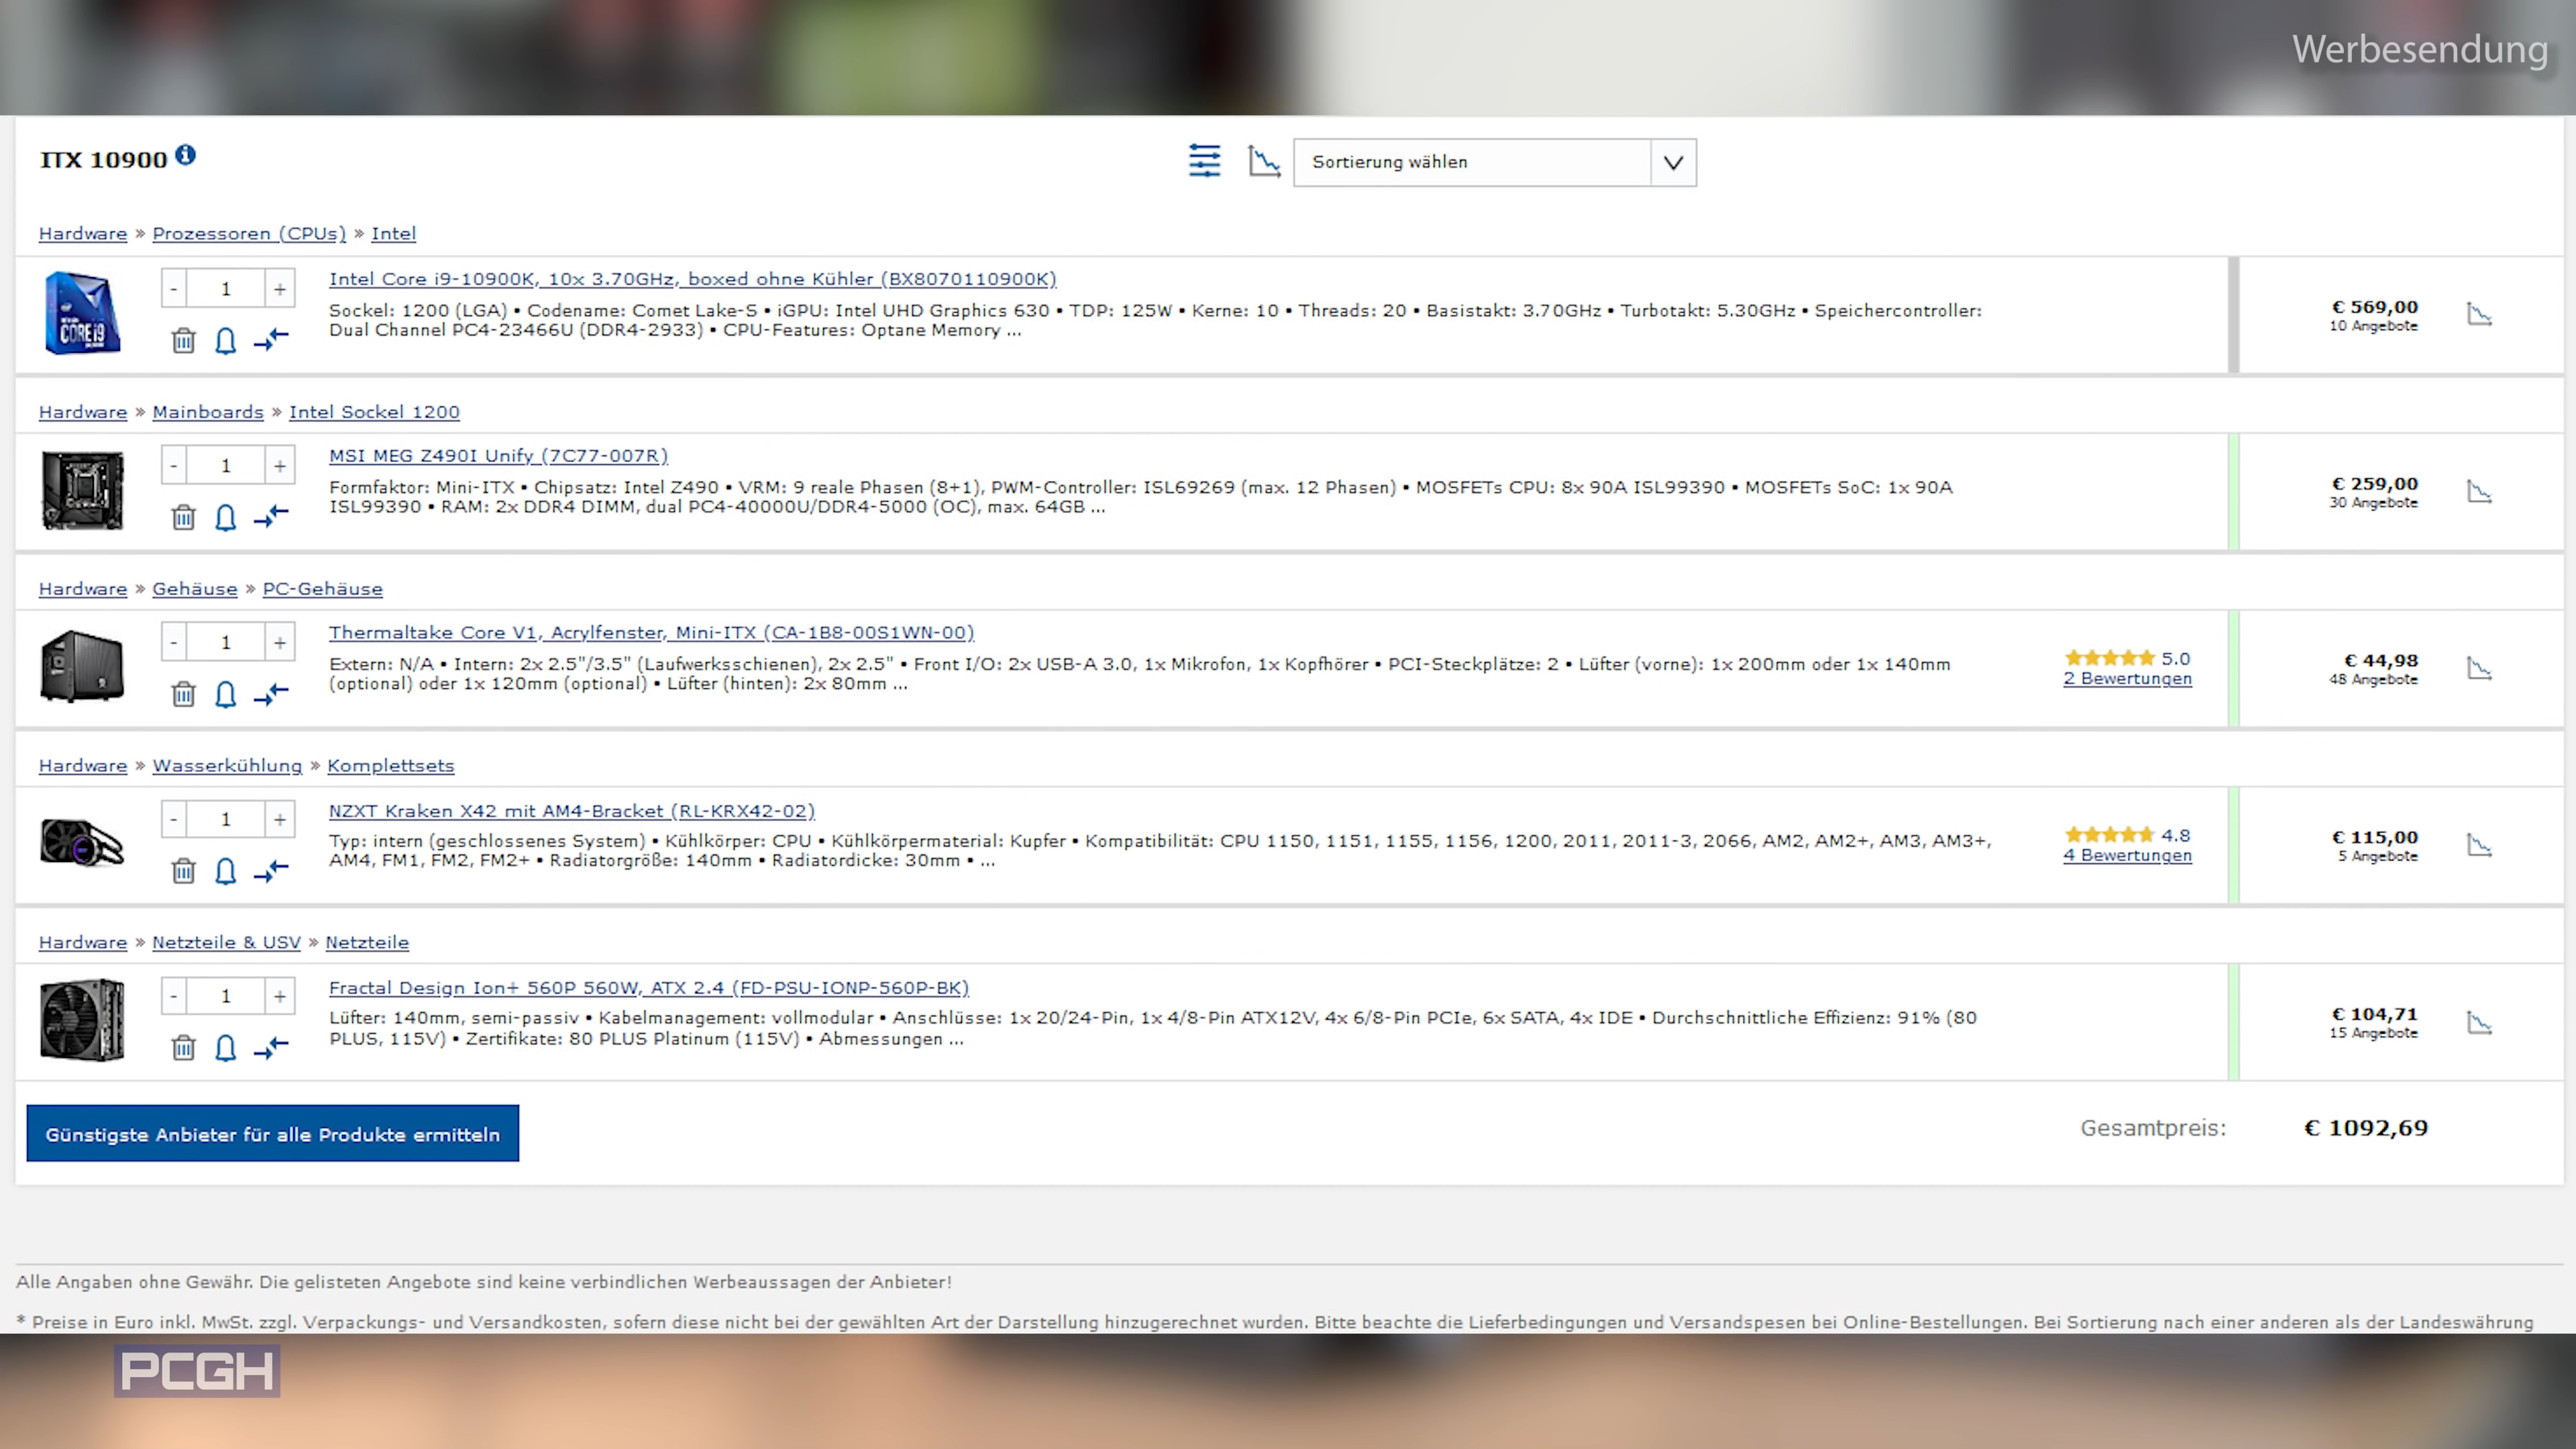 Werbesendung
ITX 10900
Sortierung wählen
Hardware » Prozessoren (CPUs) » Intel
- 1 +
Intel Core i9-10900K, 10x 3.70GHz, boxed ohne Kühler (BX8070110900K)
Sockel: 1200 (LGA) • Codename: Comet Lake-S • iGPU: Intel UHD Graphics 630 • TDP: 125W • Kerne: 10 • Threads: 20 • Basistakt: 3.70GHz • Turbotakt: 5.30GHz • Speichercontroller:
Dual Channel PC4-23466U (DDR4-2933) • CPU-Features: Optane Memory ...
€ 569,00
10 Angebote
CORE i9
Hardware » Mainboards » Intel Sockel 1200
- 1 +
MSI MEG Z490I Unify (7C77-007R)
Formfaktor: Mini-ITX • Chipsatz: Intel Z490 • VRM: 9 reale Phasen (8+1), PWM-Controller: ISL69269 (max. 12 Phasen) • MOSFETs CPU: 8x 90A ISL99390 • MOSFETs SoC: 1x 90A
ISL99390 • RAM: 2x DDR4 DIMM, dual PC4-40000U/DDR4-5000 (OC), max. 64GB ...
€ 259,00
30 Angebote
Hardware » Gehäuse » PC-Gehäuse
- 1 +
Thermaltake Core V1, Acrylfenster, Mini-ITX (CA-1B8-00S1WN-00)
Extern: N/A • Intern: 2x 2.5"/3.5" (Laufwerksschienen), 2x 2.5" • Front I/O: 2x USB-A 3.0, 1x Mikrofon, 1x Kopfhörer • PCI-Steckplätze: 2 • Lüfter (vorne): 1x 200mm oder 1x 140mm
(optional) oder 1x 120mm (optional) • Lüfter (hinten): 2x 80mm ...
5.0
2 Bewertungen
€ 44,98
48 Angebote
Hardware » Wasserkühlung » Komplettsets
- 1 +
NZXT Kraken X42 mit AM4-Bracket (RL-KRX42-02)
Typ: intern (geschlossenes System) • Kühlkörper: CPU • Kühlkörpermaterial: Kupfer • Kompatibilität: CPU 1150, 1151, 1155, 1156, 1200, 2011, 2011-3, 2066, AM2, AM2+, AM3, AM3+,
AM4, FM1, FM2, FM2+ • Radiatorgröße: 140mm • Radiatordicke: 30mm • ...
4.8
4 Bewertungen
€ 115,00
5 Angebote
Hardware » Netzteile & USV » Netzteile
- 1 +
Fractal Design Ion+ 560P 560W, ATX 2.4 (FD-PSU-IONP-560P-BK)
Lüfter: 140mm, semi-passiv • Kabelmanagement: vollmodular • Anschlüsse: 1x 20/24-Pin, 1x 4/8-Pin ATX12V, 4x 6/8-Pin PCIe, 6x SATA, 4x IDE • Durchschnittliche Effizienz: 91% (80
PLUS, 115V) • Zertifikate: 80 PLUS Platinum (115V) • Abmessungen ...
€ 104,71
15 Angebote
Günstigste Anbieter für alle Produkte ermitteln
Gesamtpreis: € 1092,69
Alle Angaben ohne Gewähr. Die gelisteten Angebote sind keine verbindlichen Werbeaussagen der Anbieter!
* Preise in Euro inkl. MwSt. zzgl. Verpackungs- und Versandkosten, sofern diese nicht bei der gewählten Art der Darstellung hinzugerechnet wurden. Bitte beachte die Lieferbedingungen und Versandspesen bei Online-Bestellungen. Bei Sortierung nach einer anderen als der Landeswährung
PCGH